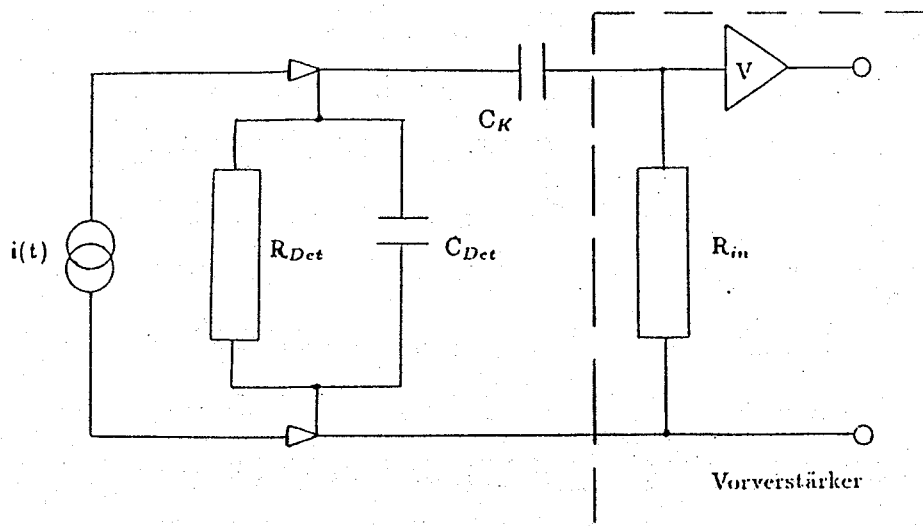 V
C_K
i(t)
R_Det
C_Det
R_in
Vorverstärker